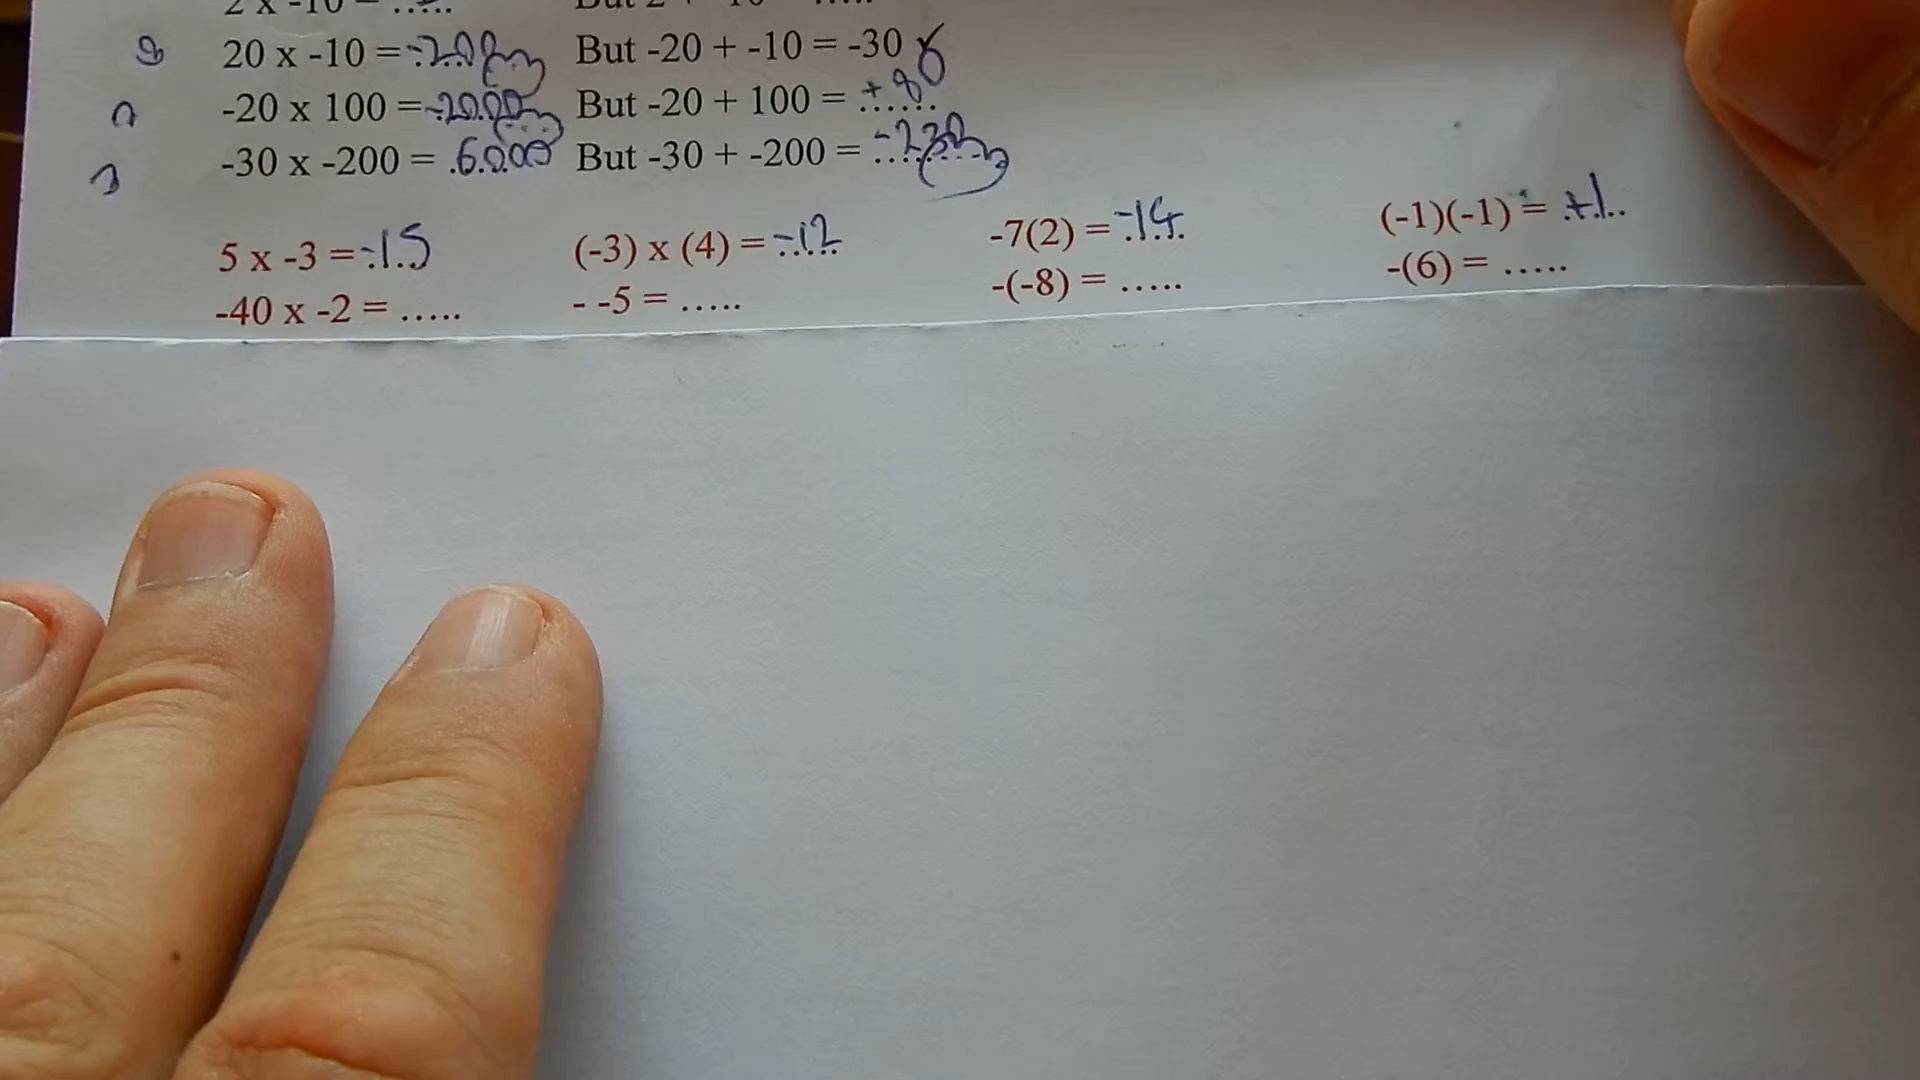 20 x -10 = -200 But -20 + -10 = -30
-20 x 100 = -2000 But -20 + 100 = +80
-30 x -200 = 6000 But -30 + -200 = -230
5 x -3 = -15 (-3) x (4) = -12 -7(2) = -14 (-1)(-1) = +1
-40 x -2 = ..... - -5 = ..... -(-8) = ..... -(6) = .....